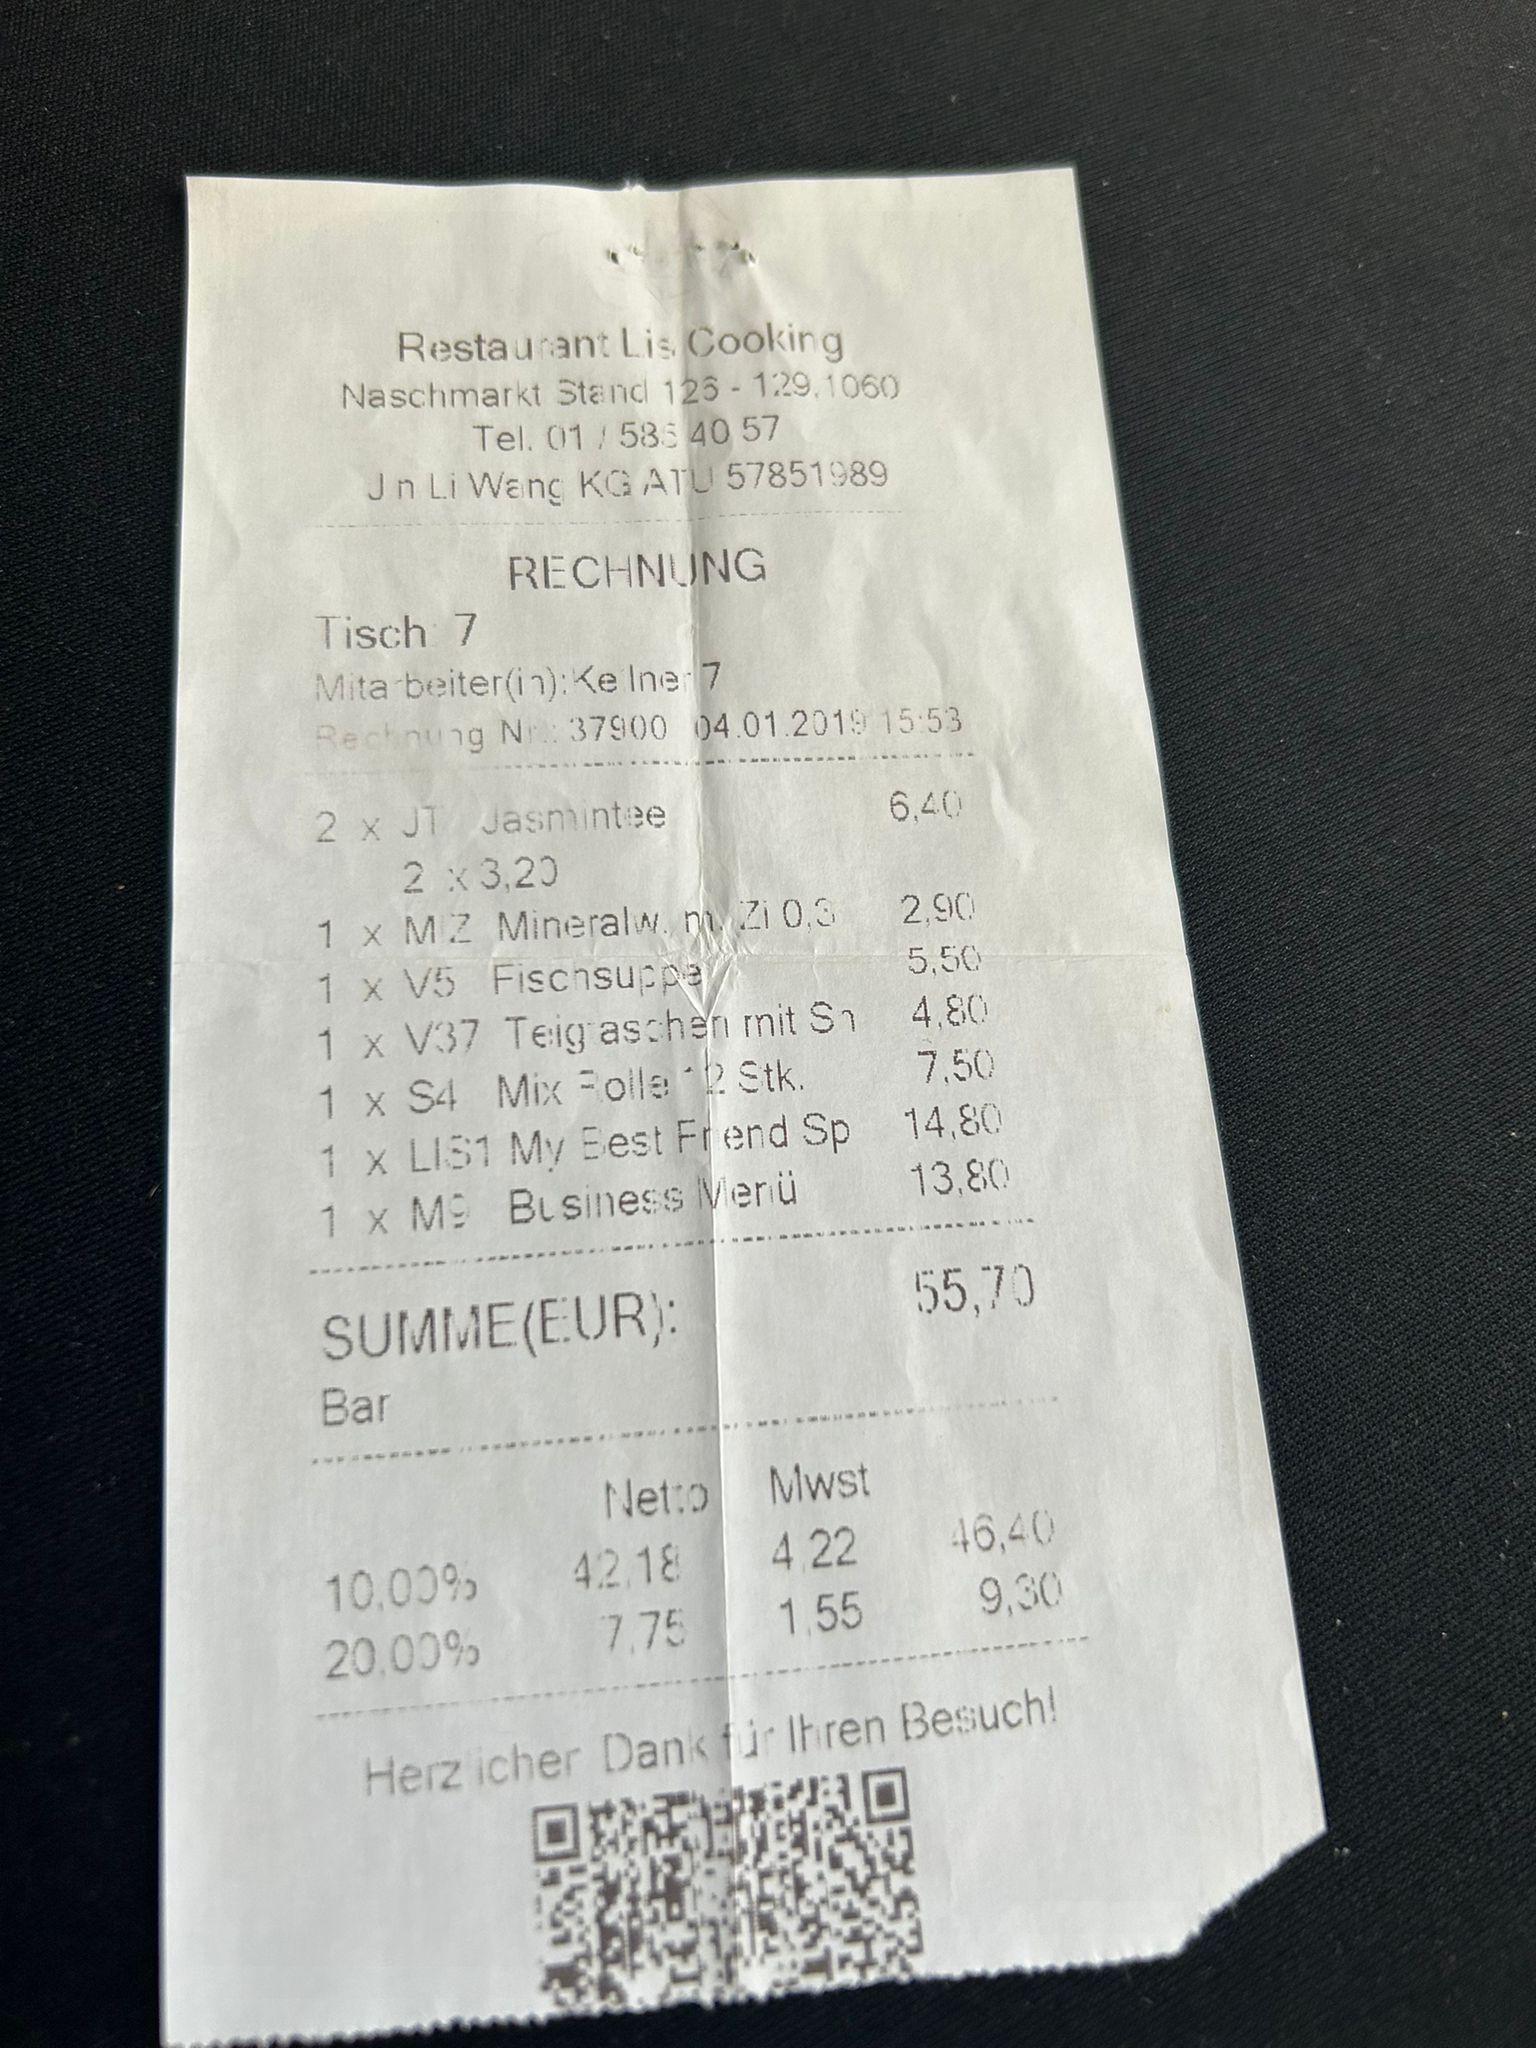 Restaurant Lis Cooking
Naschmarkt Stand 126 - 129,1060
Tel. 01 / 586 40 57
Jin Li Wang KG ATU 57851989
RECHNUNG
Tisch: 7
Mitarbeiter(in):Kellner 7
Rechnung Nr.: 37900 04.01.2019 15:53
2 x JT Jasmintee 6,40
2 x 3,20
1 x MIZ Mineralw. m. Zi 0,3 2,90
1 x V5 Fischsuppe 5,50
1 x V37 Teigtaschen mit Sh 4,80
1 x S4 Mix Rolle 12 Stk. 7,50
1 x LIS1 My Best Friend Sp 14,80
1 x M9 Business Menü 13,80
SUMME(EUR): 55,70
Bar
Netto Mwst
10,00% 42,18 4,22 46,40
20,00% 7,75 1,55 9,30
Herzlicher Dank für Ihren Besuch!